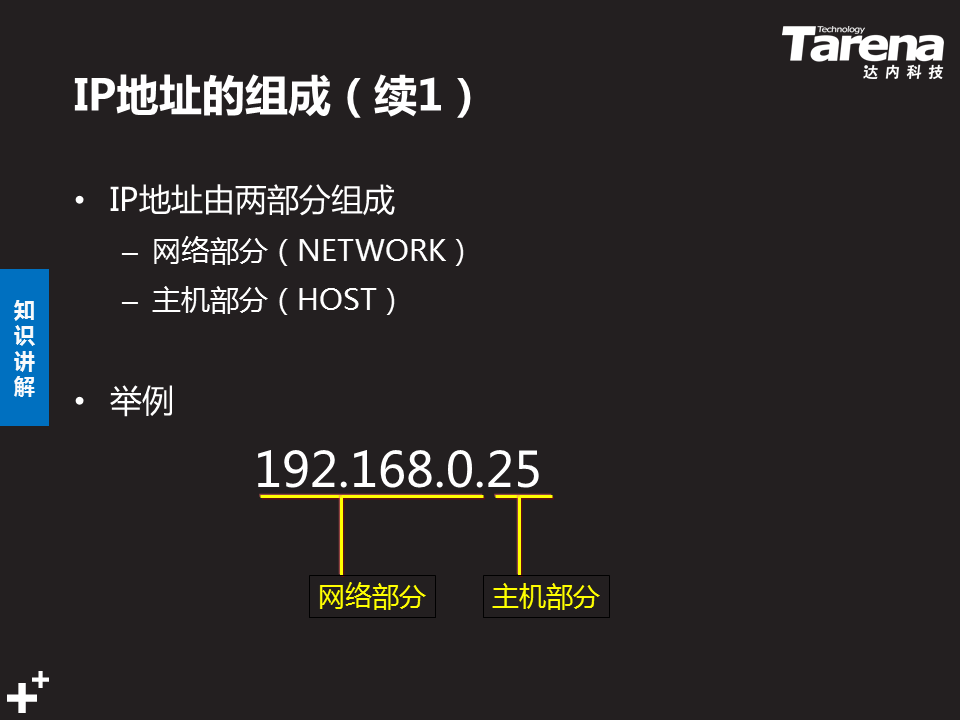 Technology
Tarena
达内科技
IP地址的组成（续1）
• IP地址由两部分组成
– 网络部分（NETWORK）
– 主机部分（HOST）
知识讲解
• 举例
192.168.0.25
网络部分
主机部分